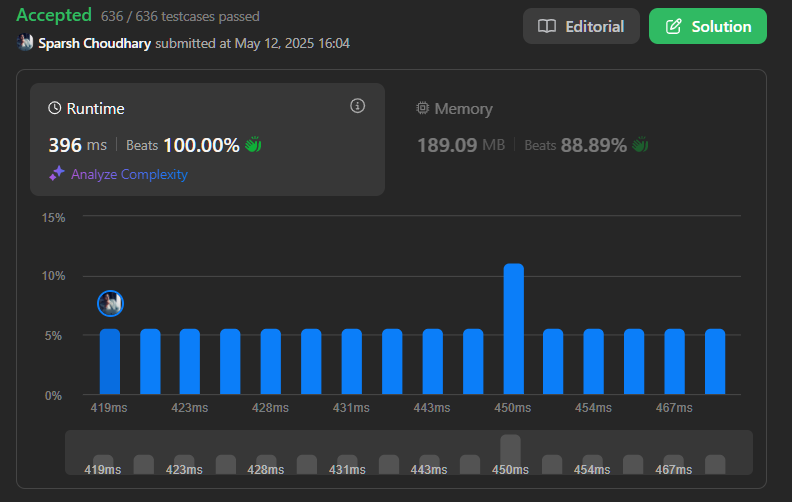 Accepted 636 / 636 testcases passed
Editorial
Solution
Sparsh Choudhary submitted at May 12, 2025 16:04
Runtime
396 ms | Beats 100.00%
Analyze Complexity
Memory
189.09 MB | Beats 88.89%
15%
10%
5%
0%
419ms 423ms 428ms 431ms 443ms 450ms 454ms 467ms
419ms 423ms 428ms 431ms 443ms 450ms 454ms 467ms